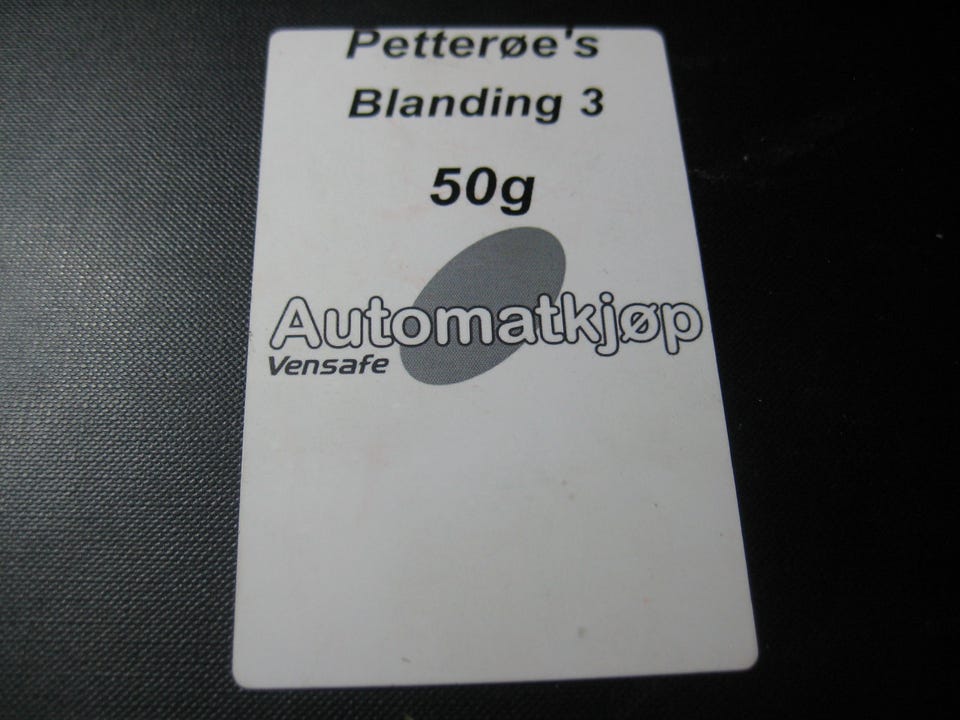 Petterøe's
Blanding 3
50g
Automatkjøp
Vensafe